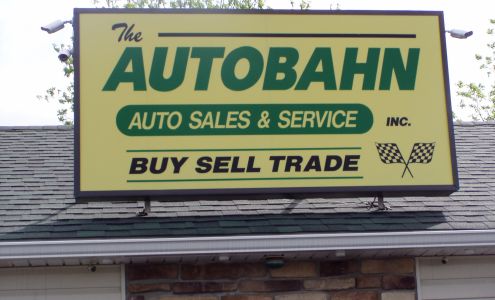 The
AUTOBAHN
AUTO SALES & SERVICE INC.
BUY SELL TRADE